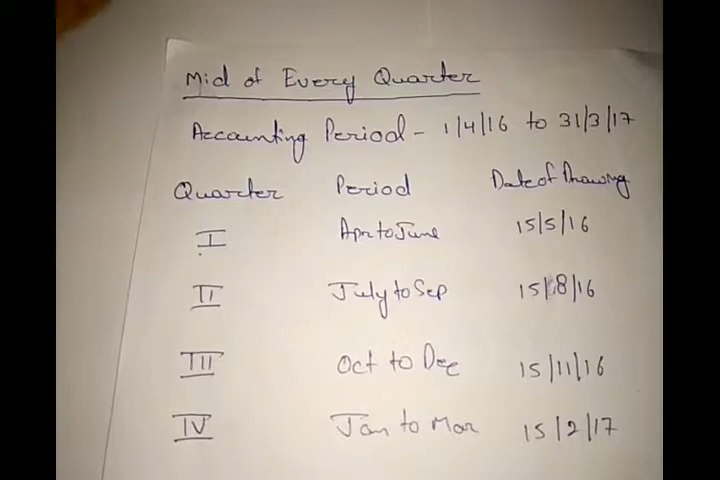 Mid of Every Quarter
Accounting Period - 1/4/16 to 31/3/17
Quarter Period Date of Drawing
I Apr to June 15/5/16
II July to Sep 15/8/16
III Oct to Dec 15/11/16
IV Jan to Mar 15/2/17